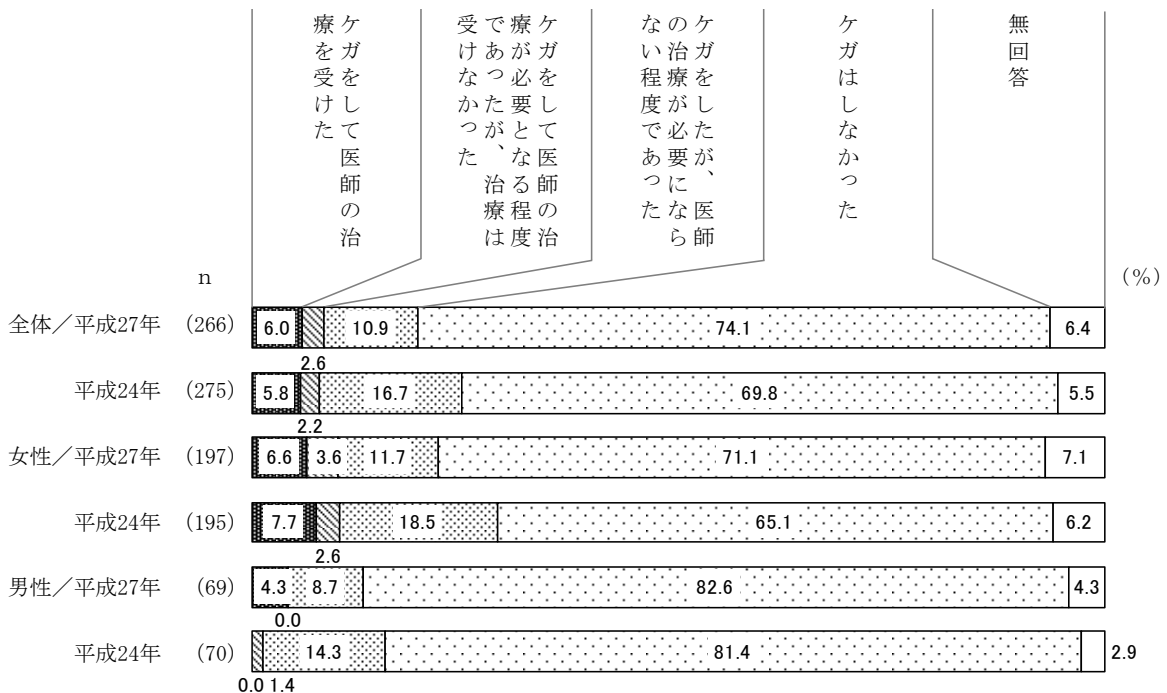 ケガをして医師の治
療を受けた
ケガをして医師の治
療が必要となる程度
であったが、治療は
受けなかった
ケガをしたが、医師
の治療が必要になら
ない程度であった
ケガはしなかった
無回答
n
(%)
全体／平成27年 (266) 6.0 10.9 74.1 6.4
2.6
平成24年 (275) 5.8 16.7 69.8 5.5
2.2
女性／平成27年 (197) 6.6 3.6 11.7 71.1 7.1
平成24年 (195) 7.7 18.5 65.1 6.2
2.6
男性／平成27年 (69) 4.3 8.7 82.6 4.3
0.0
平成24年 (70) 14.3 81.4 2.9
0.0 1.4